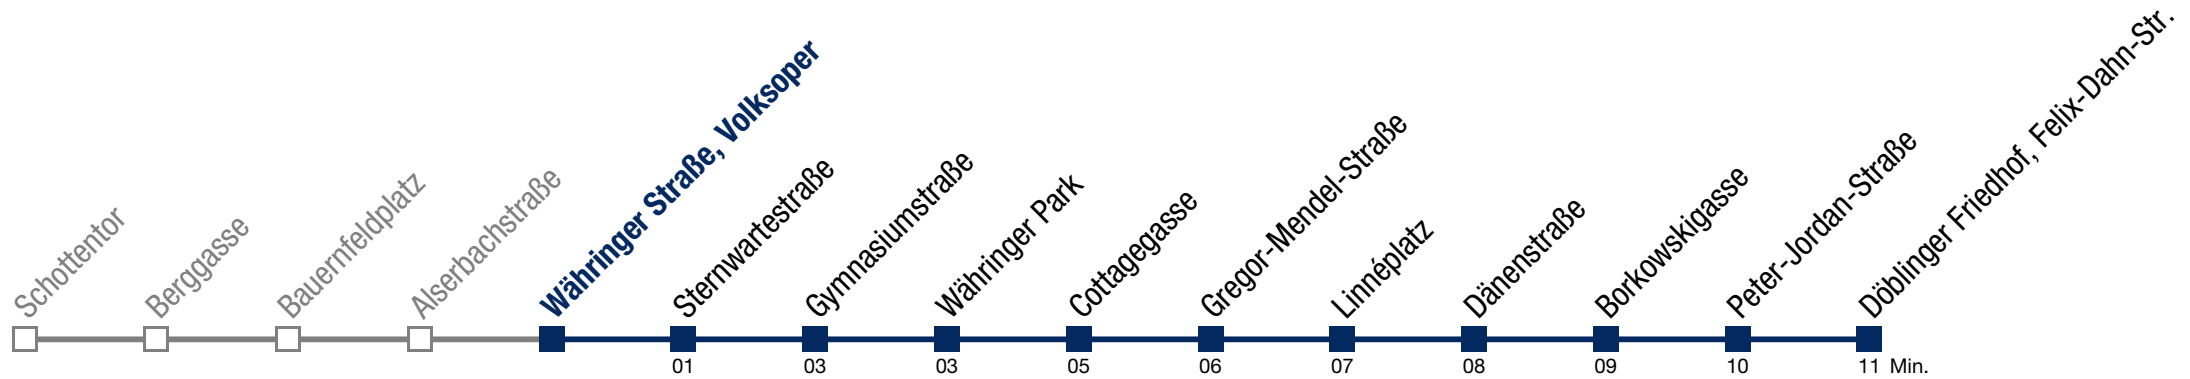 Schottentor
Berggasse
Bauernfeldplatz
Alserbachstraße
Währinger Straße, Volksoper
Sternwartestraße
Gymnasiumstraße
Währinger Park
Cottagegasse
Gregor-Mendel-Straße
Linnéplatz
Dänenstraße
Borkowskigasse
Peter-Jordan-Straße
Döblinger Friedhof, Felix-Dahn-Str.
01 03 03 05 06 07 08 09 10 11 Min.